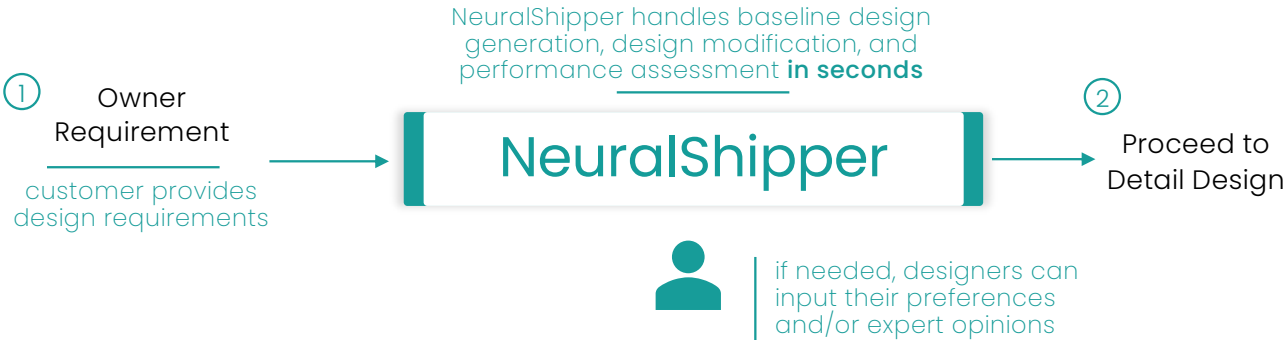 NeuralShipper handles baseline design
generation, design modification, and
performance assessment in seconds
1
Owner
Requirement
customer provides
design requirements
NeuralShipper
2
Proceed to
Detail Design
if needed, designers can
input their preferences
and/or expert opinions